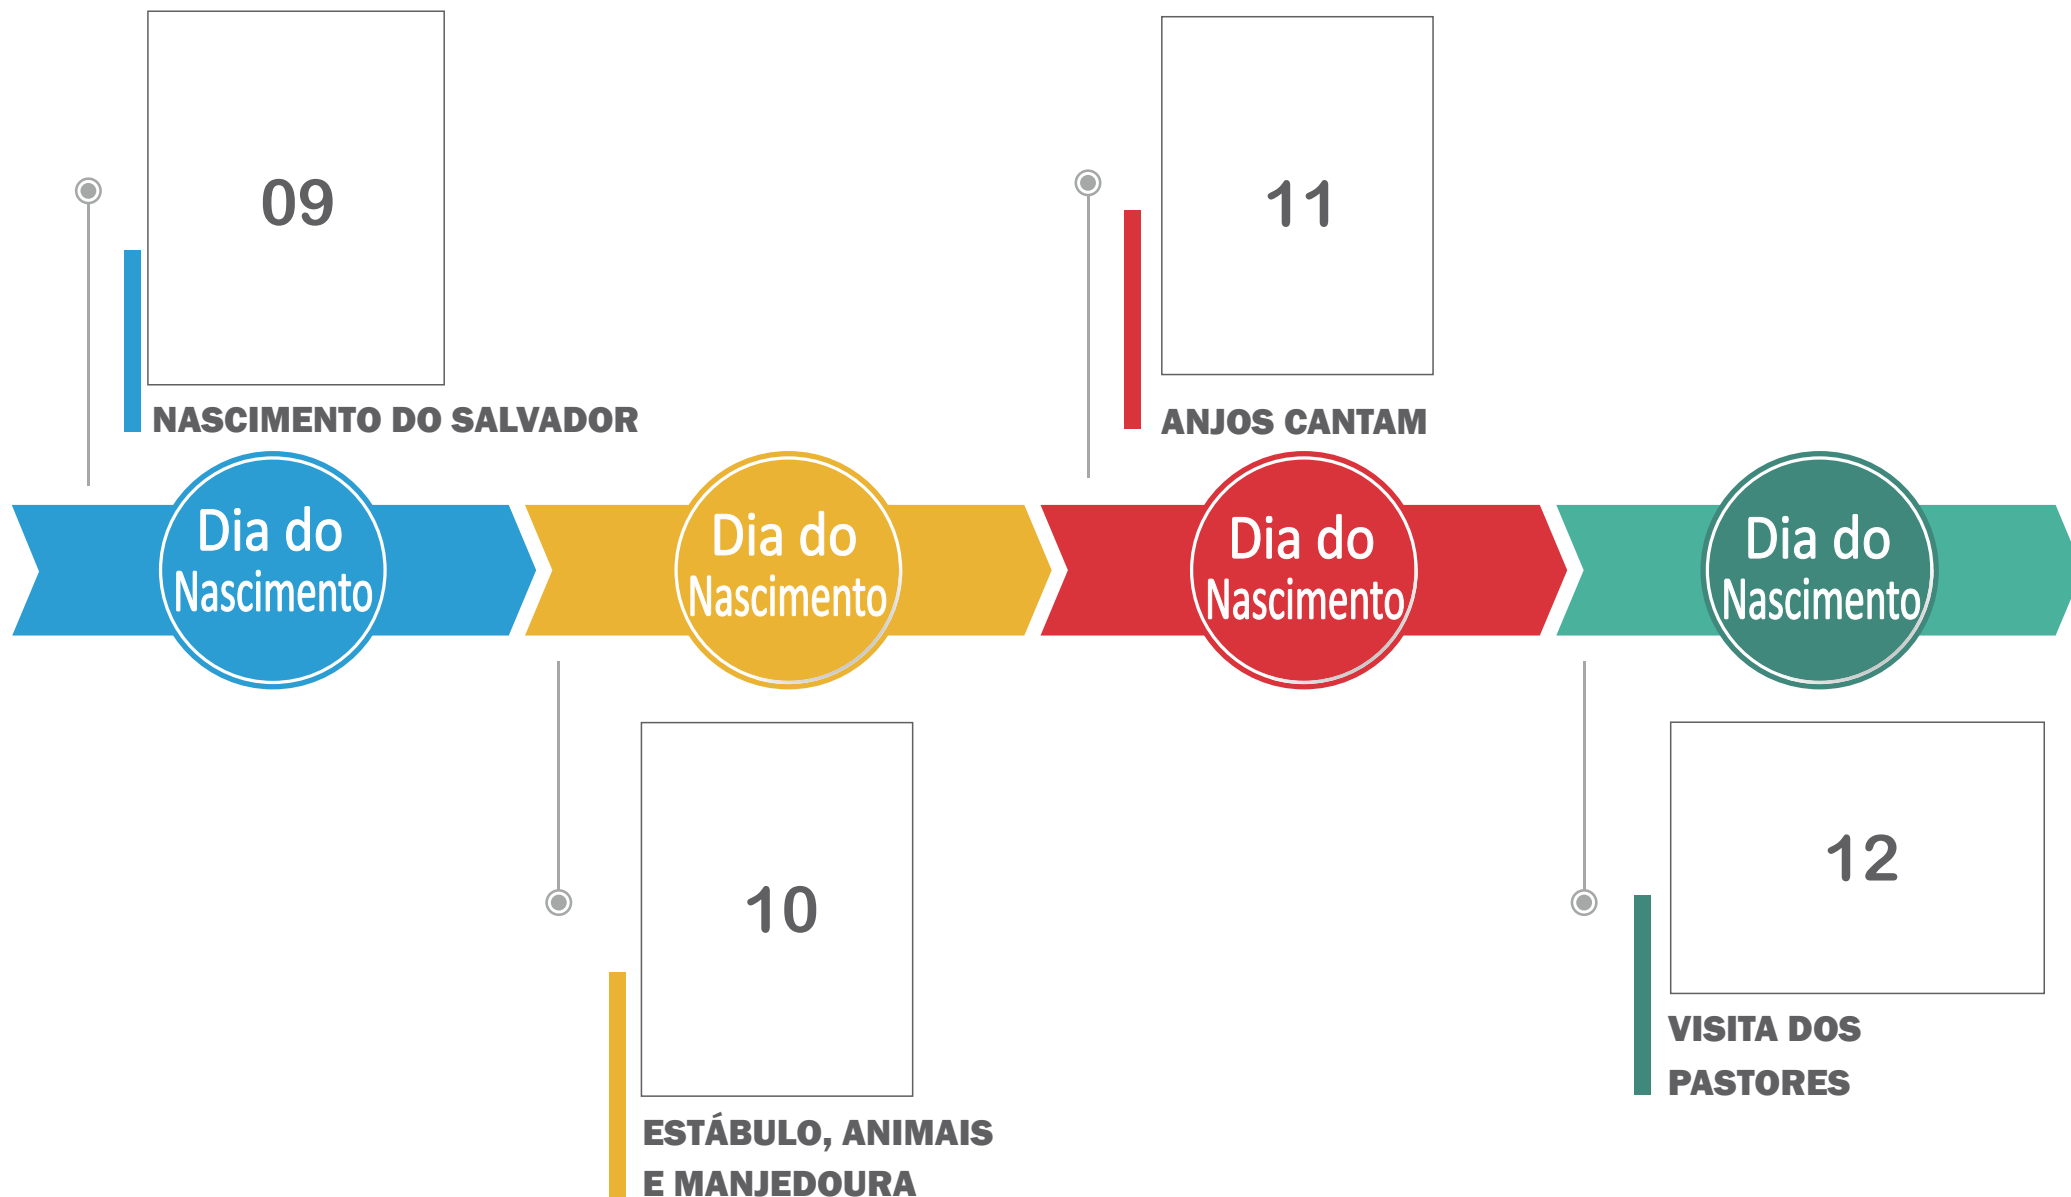 09
NASCIMENTO DO SALVADOR
Dia do
Nascimento
10
ESTÁBULO, ANIMAIS
E MANJEDOURA
Dia do
Nascimento
11
ANJOS CANTAM
Dia do
Nascimento
12
VISITA DOS
PASTORES
Dia do
Nascimento